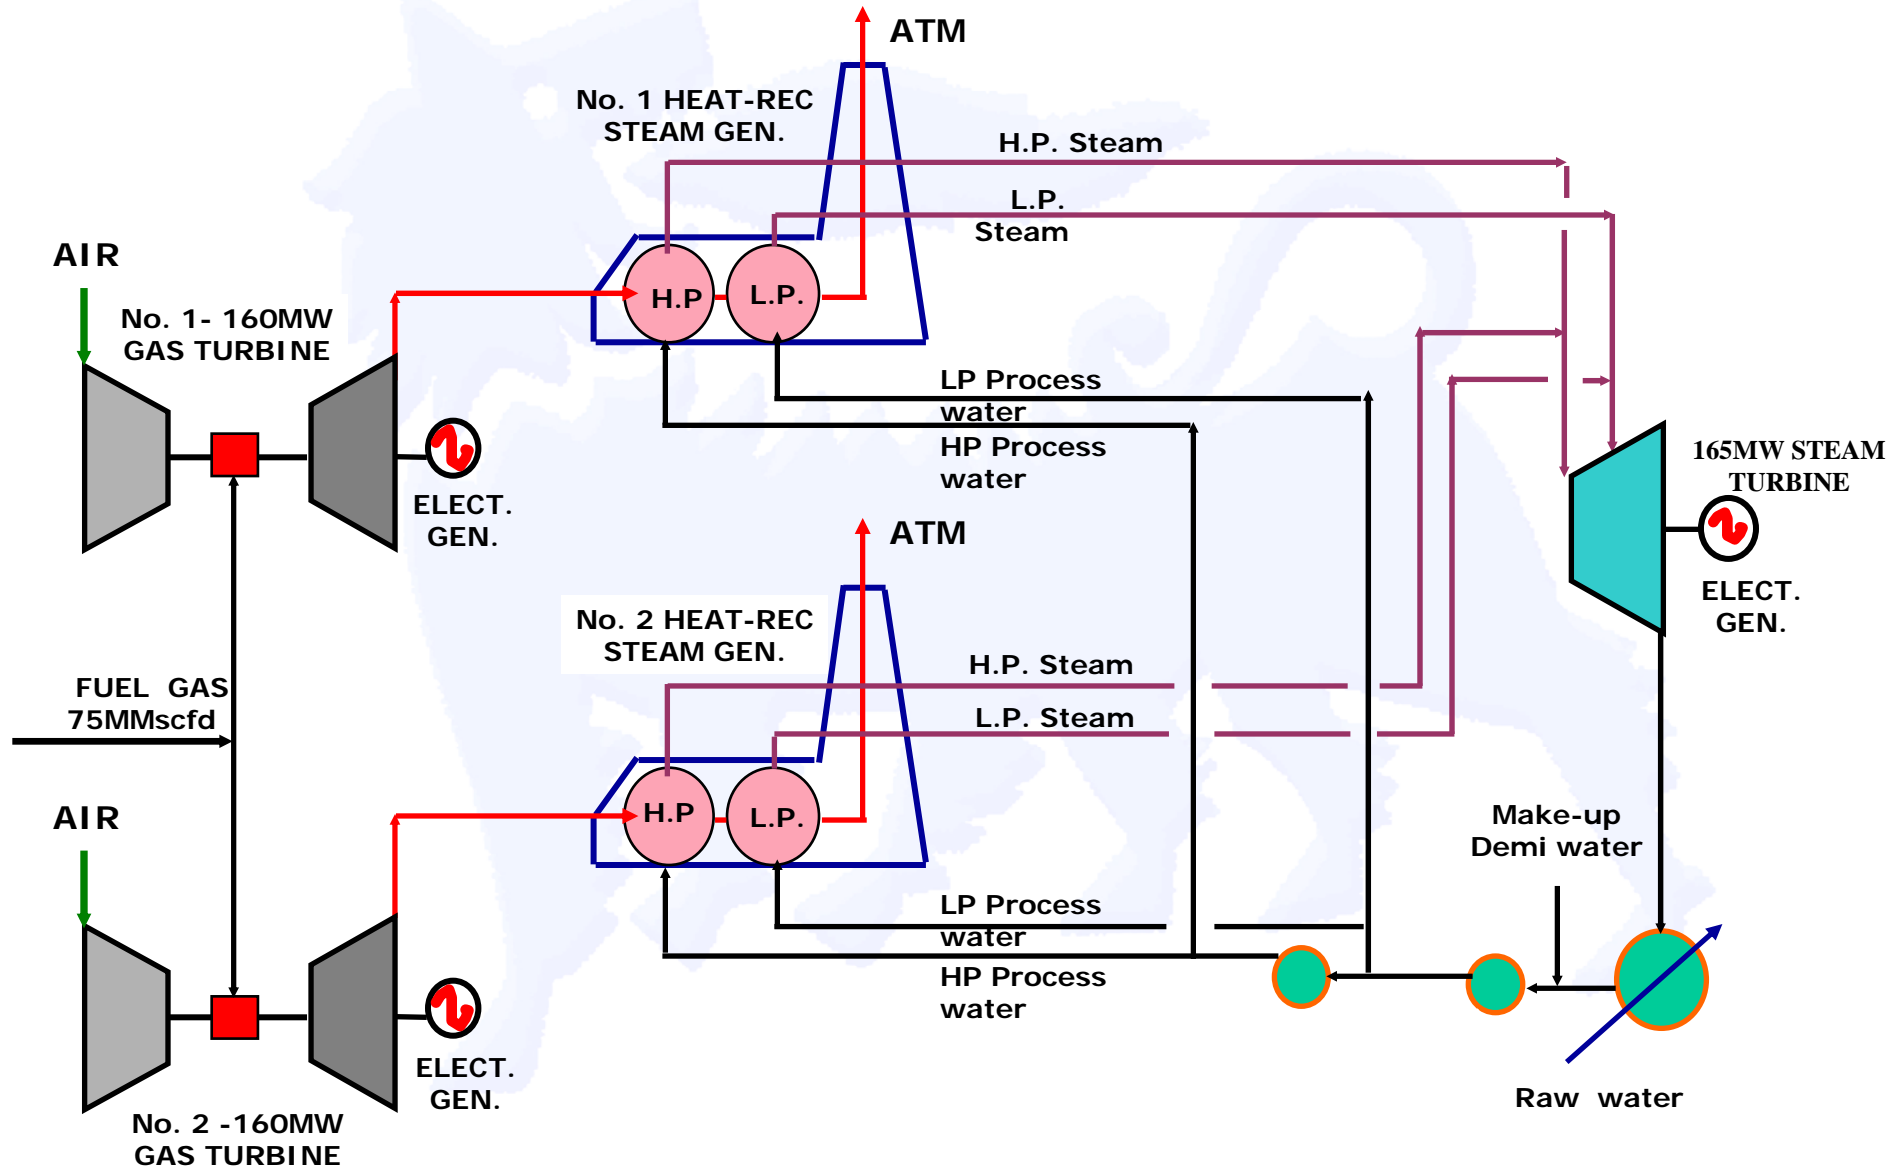 ATM
No. 1 HEAT-REC
STEAM GEN.
H.P. Steam
L.P.
Steam
AIR
No. 1- 160MW
GAS TURBINE
H.P
L.P.
LP Process
water
HP Process
water
165MW STEAM
TURBINE
ELECT.
GEN.
ATM
ELECT.
GEN.
No. 2 HEAT-REC
STEAM GEN.
H.P. Steam
L.P. Steam
FUEL GAS
75MMscfd
AIR
H.P
L.P.
Make-up
Demi water
LP Process
water
HP Process
water
ELECT.
GEN.
Raw water
No. 2 -160MW
GAS TURBINE